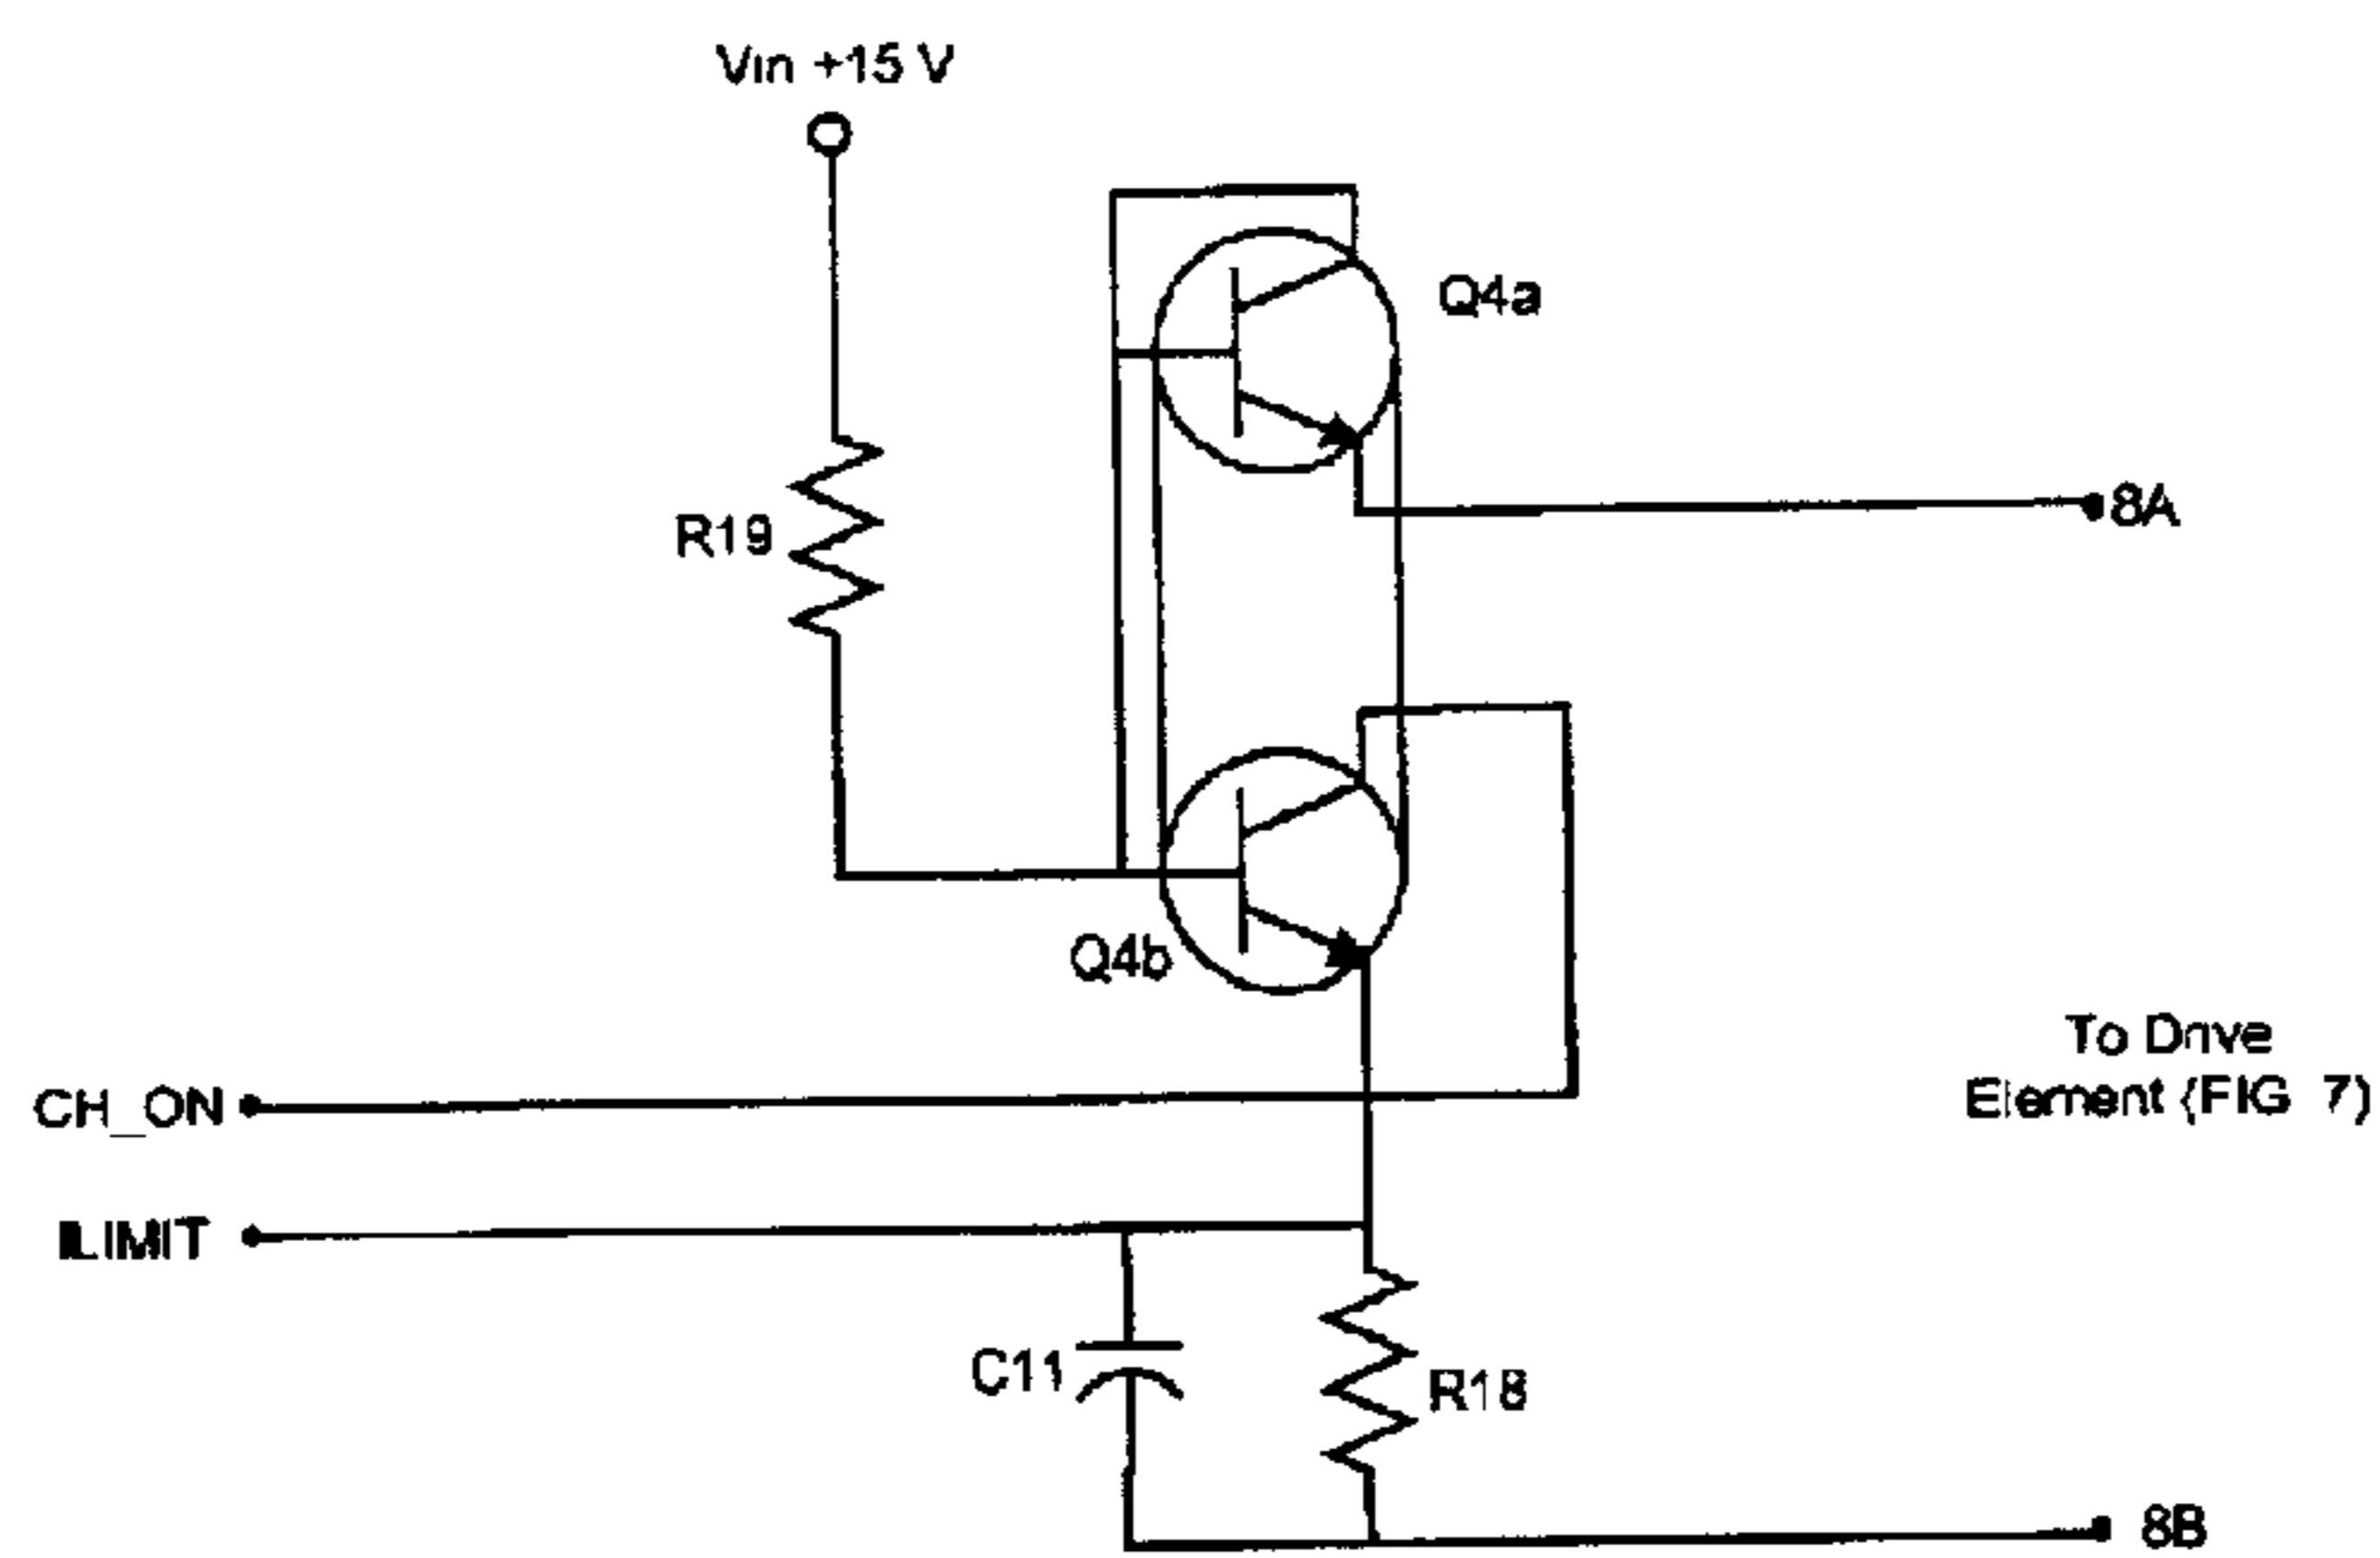 Vin +15 V
Q4a
8A
R19
Q4b
To Drive
Element (FIG 7)
CH_ON
ILIMIT
C11
R18
8B